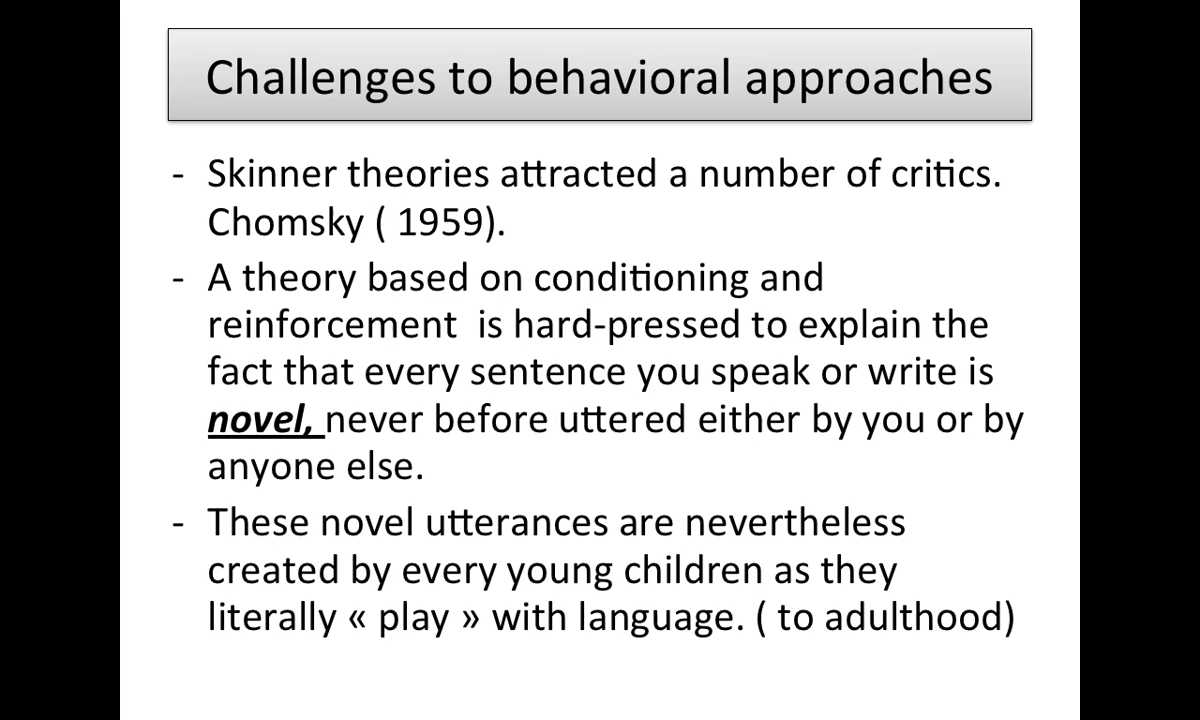 Challenges to behavioral approaches
- Skinner theories attracted a number of critics.
Chomsky ( 1959).
- A theory based on conditioning and
reinforcement  is hard-pressed to explain the
fact that every sentence you speak or write is
novel, never before uttered either by you or by
anyone else.
- These novel utterances are nevertheless
created by every young children as they
literally « play » with language. ( to adulthood)